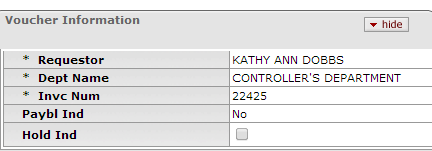 Voucher Information hide
* Requestor KATHY ANN DOBBS
* Dept Name CONTROLLER'S DEPARTMENT
* Invc Num 22425
Paybl Ind No
Hold Ind